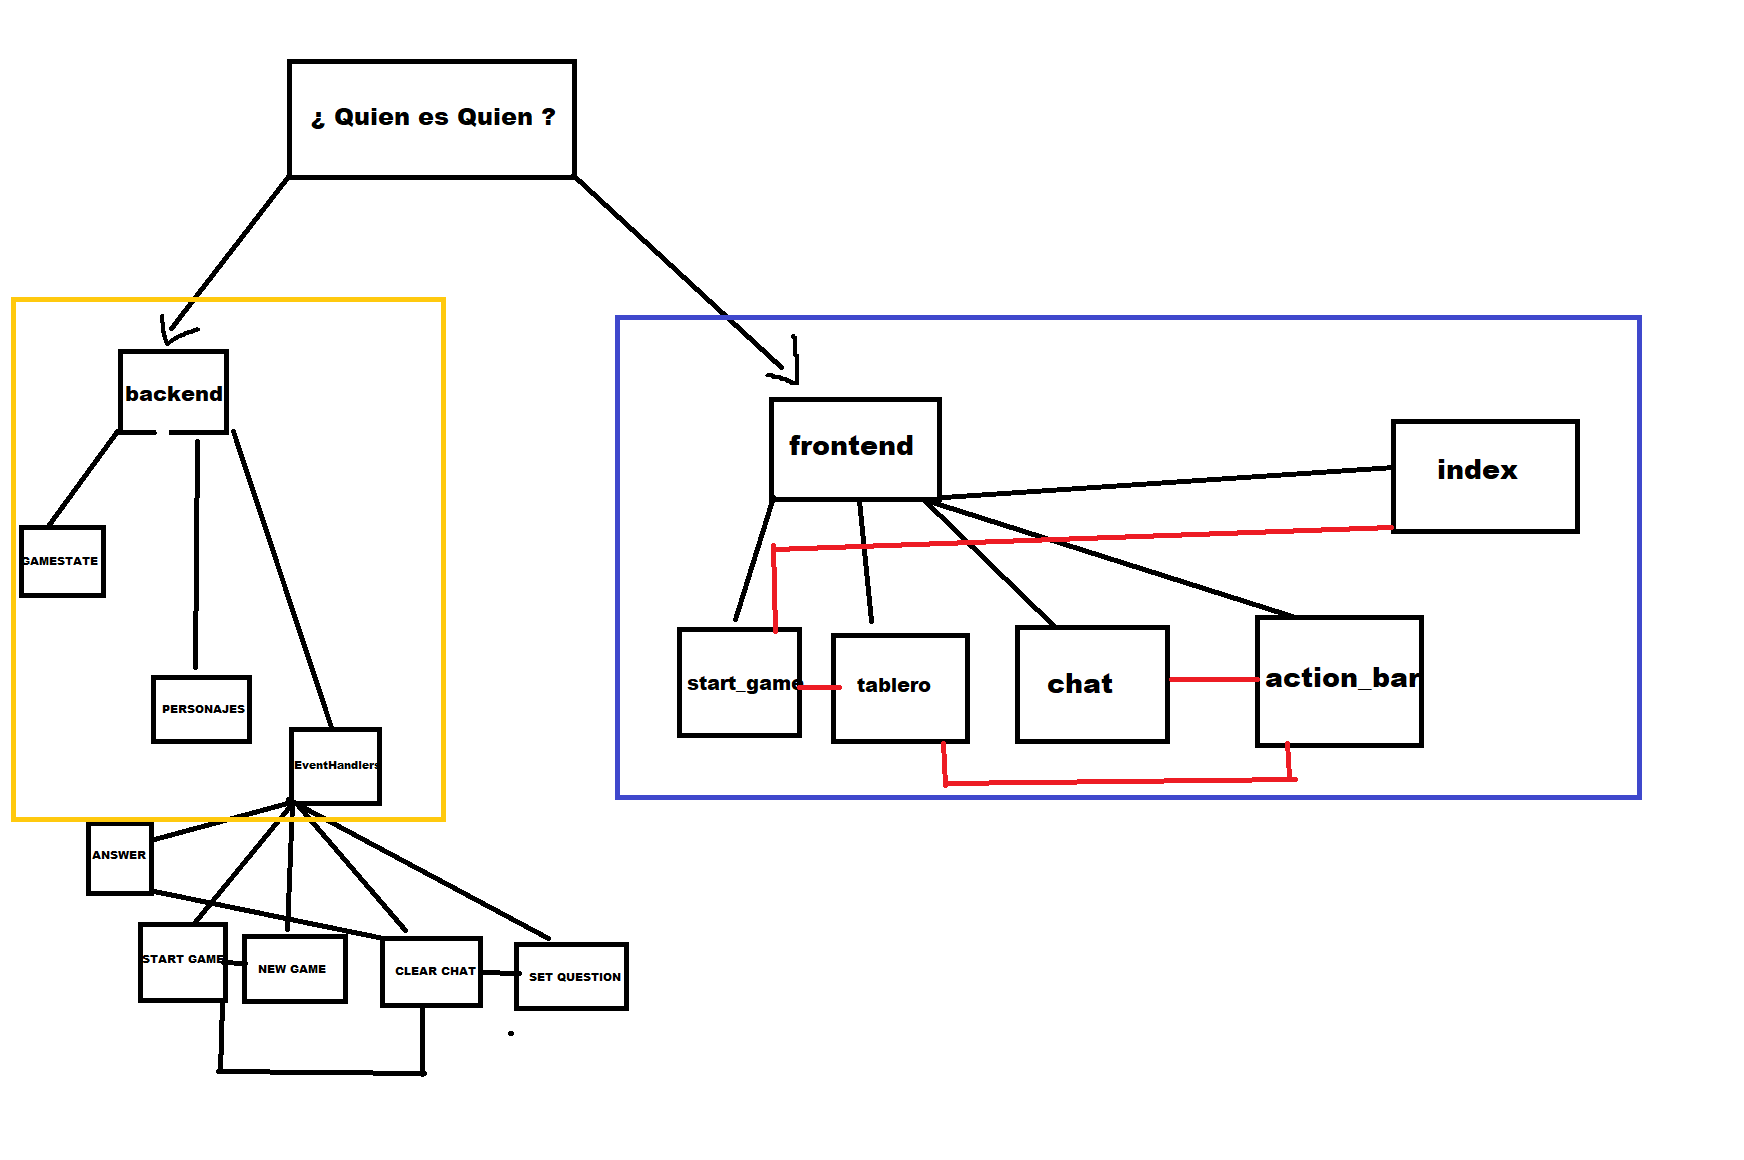 ¿ Quien es Quien ?
backend
GAMESTATE
PERSONAJES
EventHandlers
ANSWER
START GAME
NEW GAME
CLEAR CHAT
SET QUESTION
frontend
index
start_game
tablero
chat
action_bar